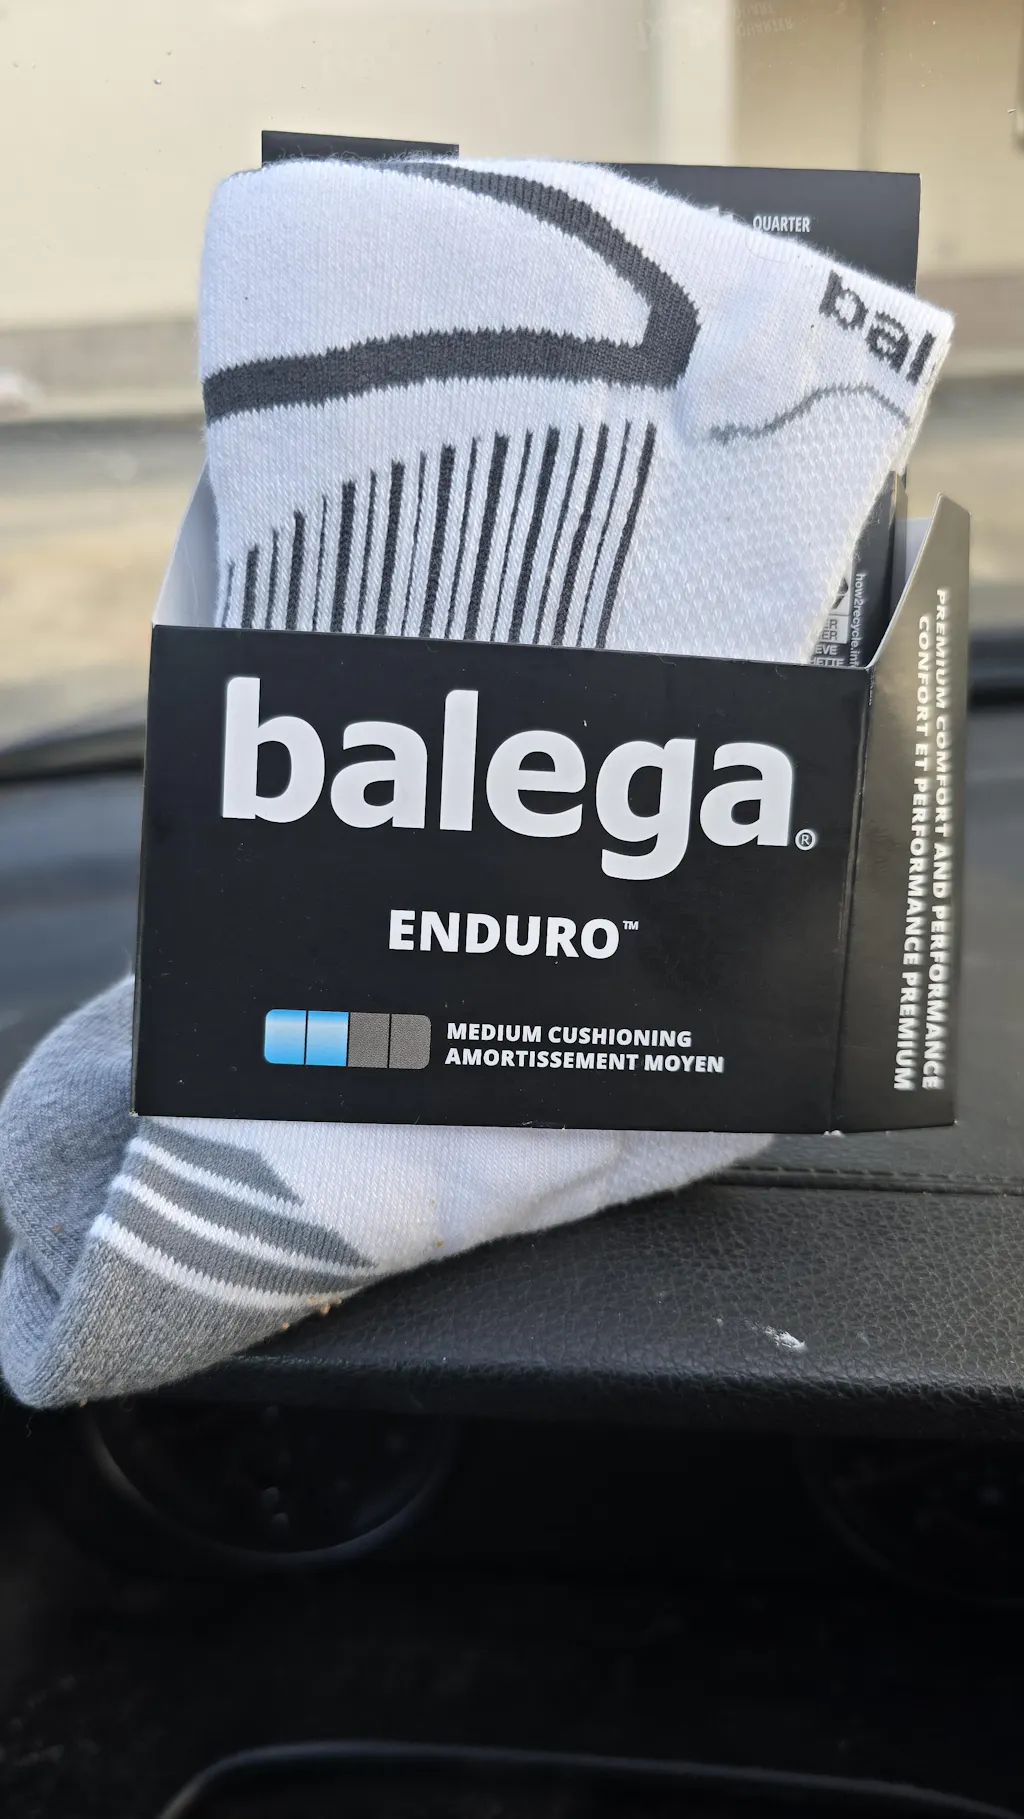 QUARTER
bal
balega®
ENDURO™
MEDIUM CUSHIONING
AMORTISSEMENT MOYEN
PREMIUM COMFORT AND PERFORMANCE
CONFORT ET PERFORMANCE PREMIUM